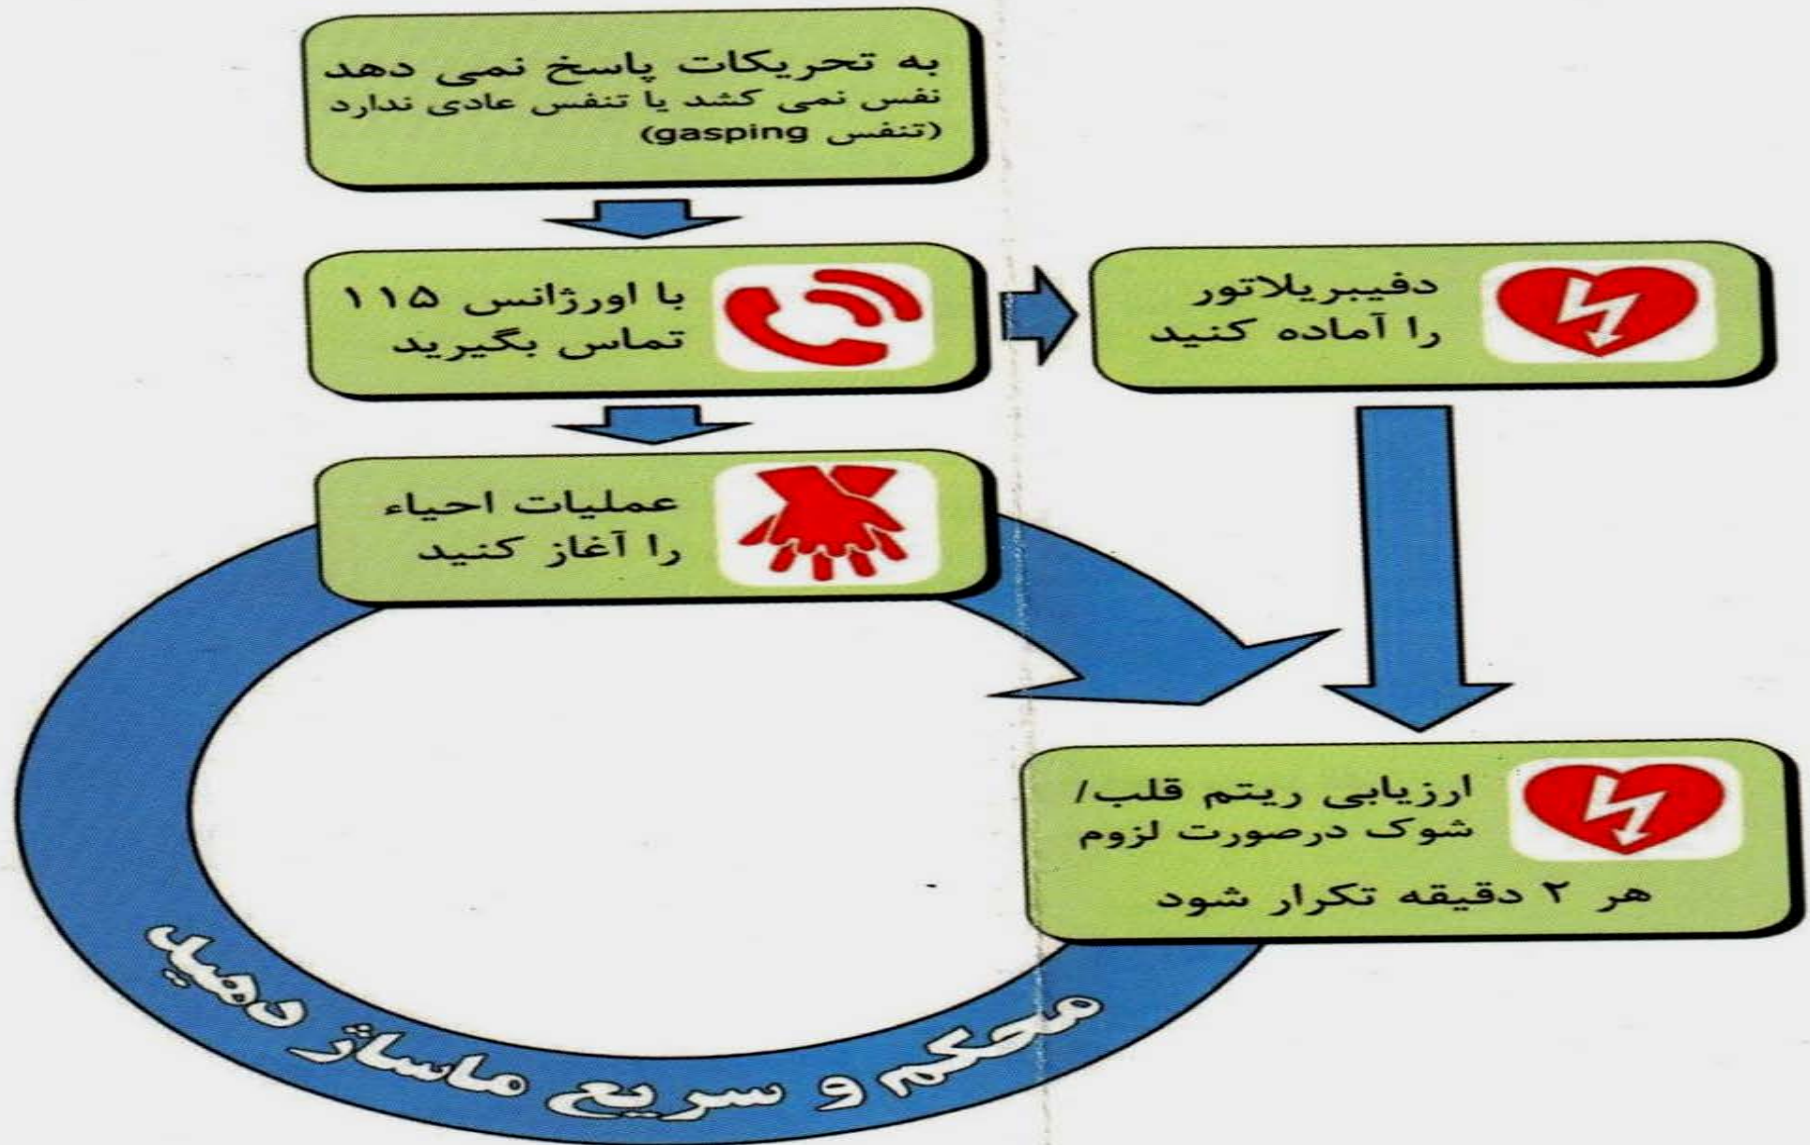 به تحریکات پاسخ نمی دهد
نفس نمی کشد یا تنفس عادی ندارد
(تنفس gasping)
با اورژانس ۱۱۵
تماس بگیرید
دفیبریلاتور
را آماده کنید
عملیات احیاء
را آغاز کنید
ارزیابی ریتم قلب/
شوک درصورت لزوم
هر ۲ دقیقه تکرار شود
محکم و سریع ماساژ دهید